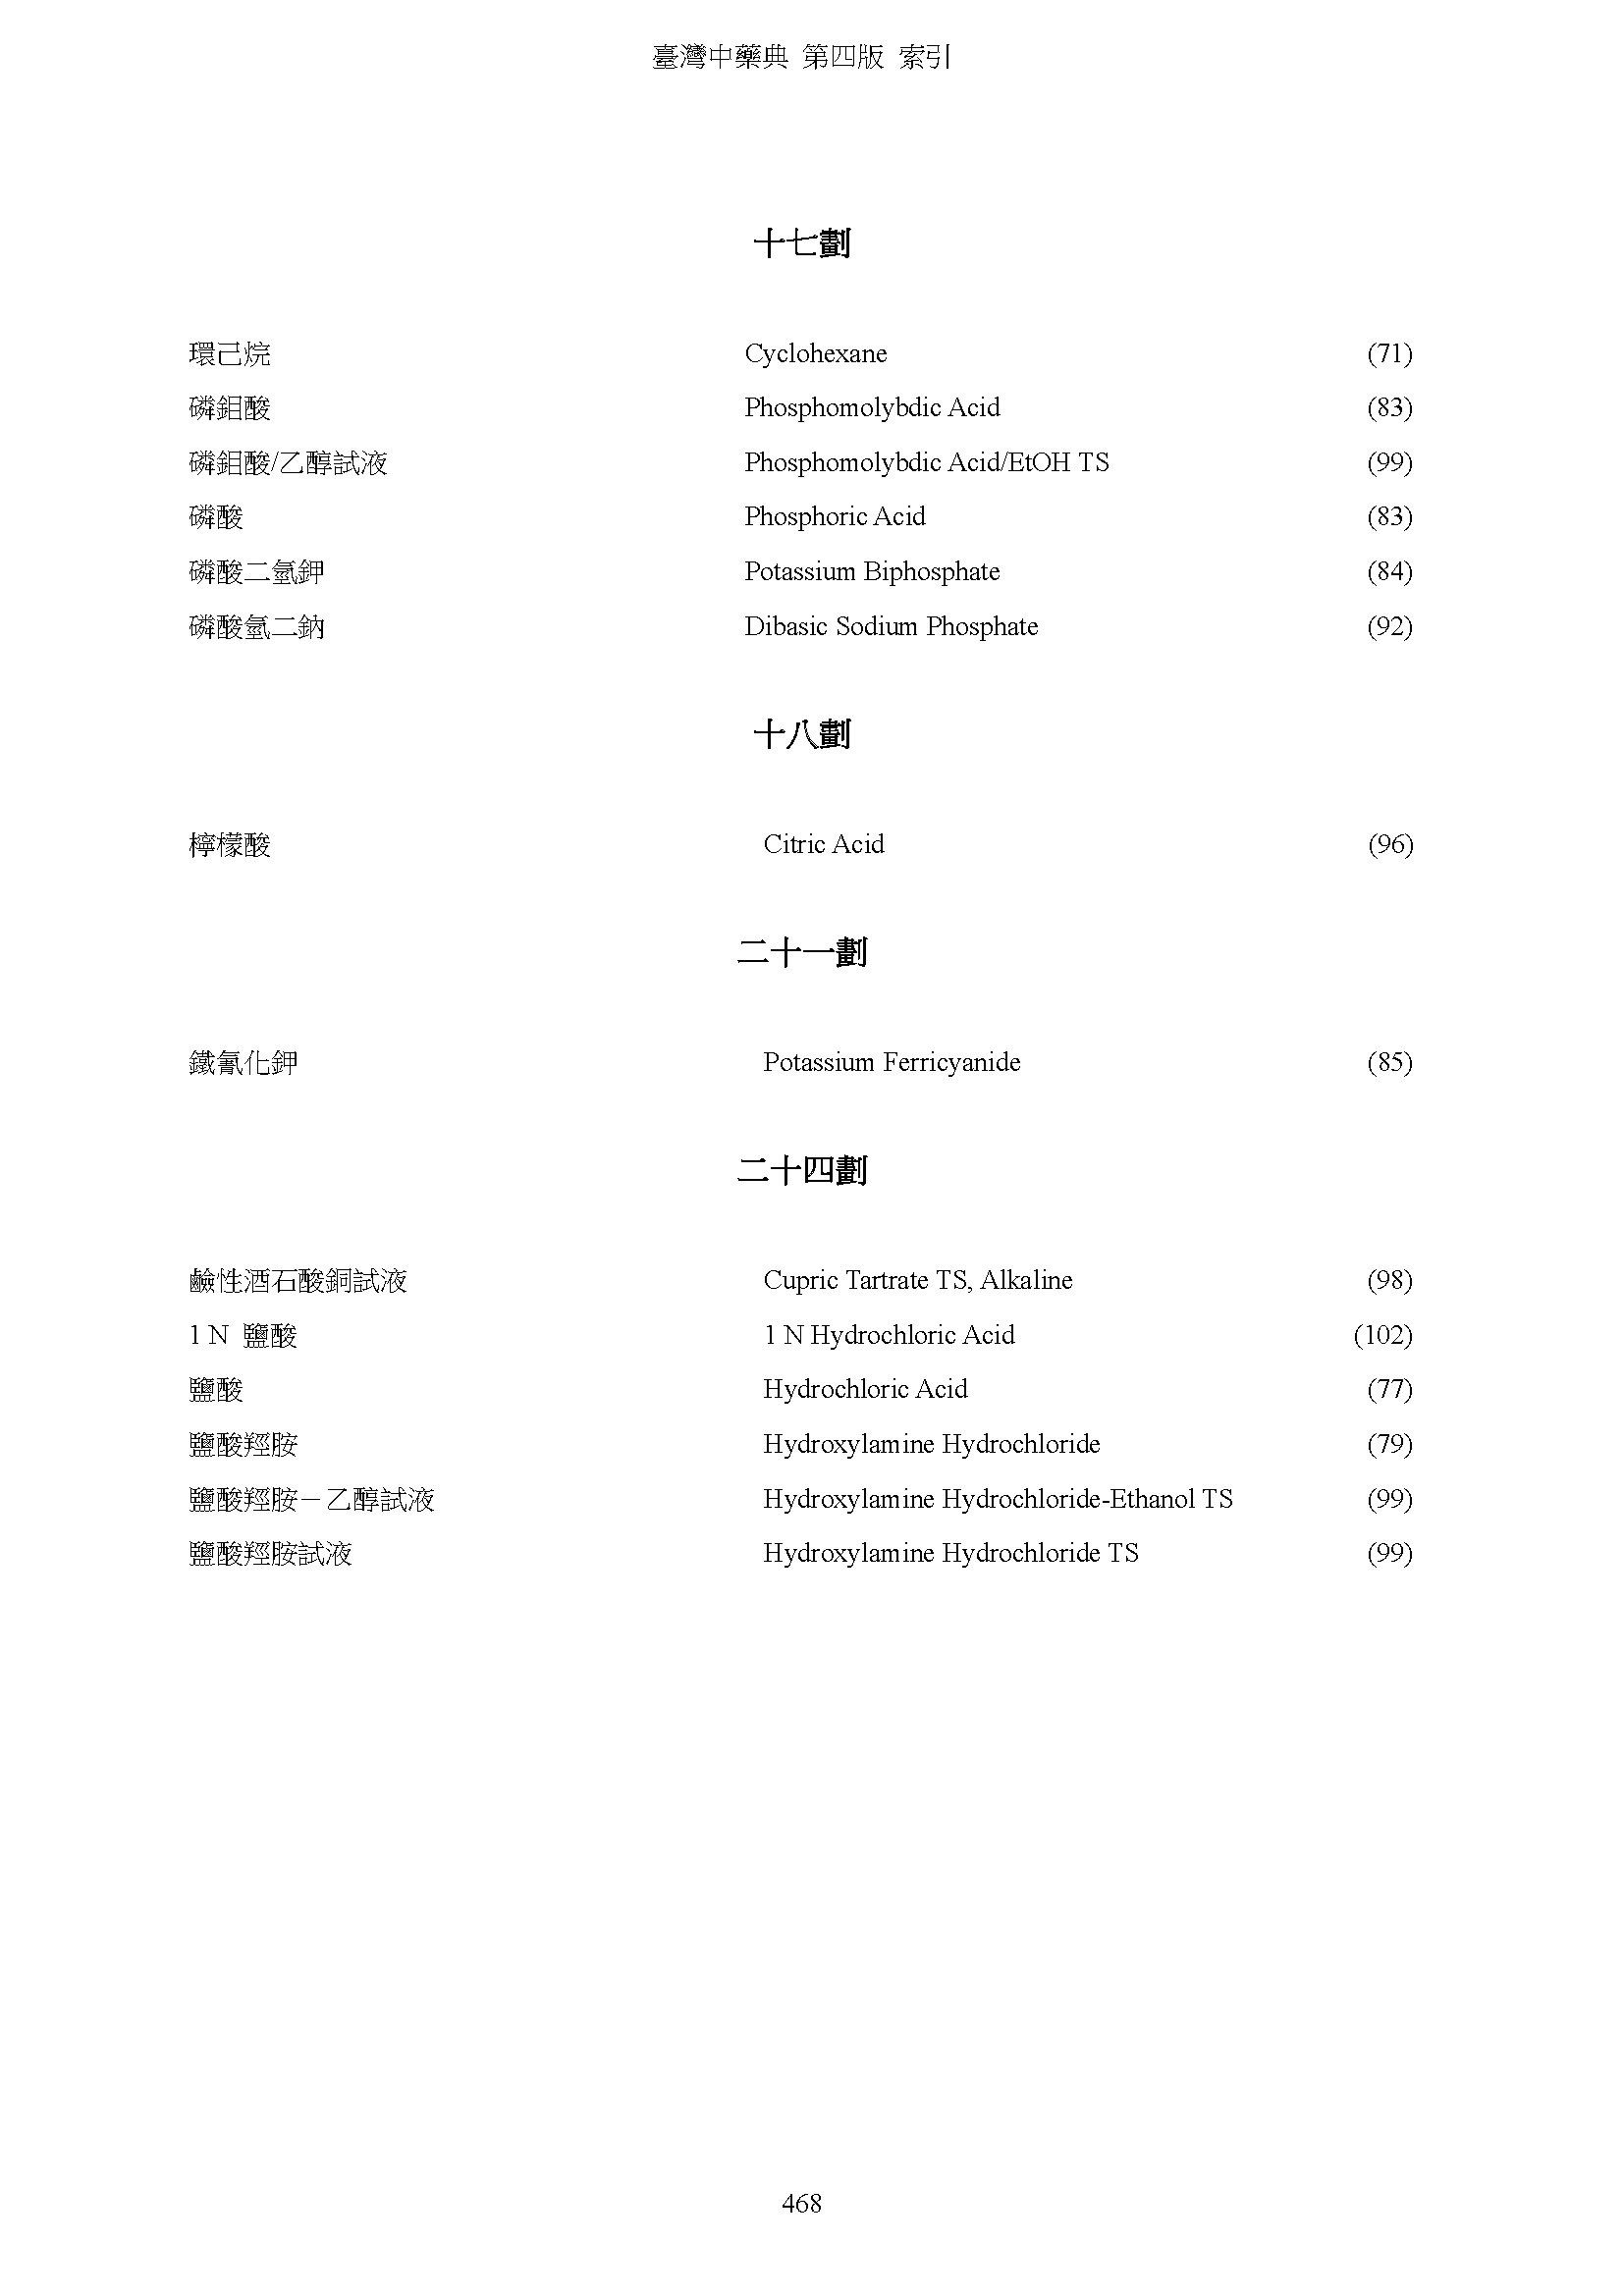 臺灣中藥典 第四版 索引
十七劃
環己烷 Cyclohexane (71)
磷鉬酸 Phosphomolybdic Acid (83)
磷鉬酸/乙醇試液 Phosphomolybdic Acid/EtOH TS (99)
磷酸 Phosphoric Acid (83)
磷酸二氫鉀 Potassium Biphosphate (84)
磷酸氫二鈉 Dibasic Sodium Phosphate (92)
十八劃
檸檬酸 Citric Acid (96)
二十一劃
鐵氰化鉀 Potassium Ferricyanide (85)
二十四劃
鹼性酒石酸銅試液 Cupric Tartrate TS, Alkaline (98)
1 N 鹽酸 1 N Hydrochloric Acid (102)
鹽酸 Hydrochloric Acid (77)
鹽酸羥胺 Hydroxylamine Hydrochloride (79)
鹽酸羥胺－乙醇試液 Hydroxylamine Hydrochloride-Ethanol TS (99)
鹽酸羥胺試液 Hydroxylamine Hydrochloride TS (99)
468